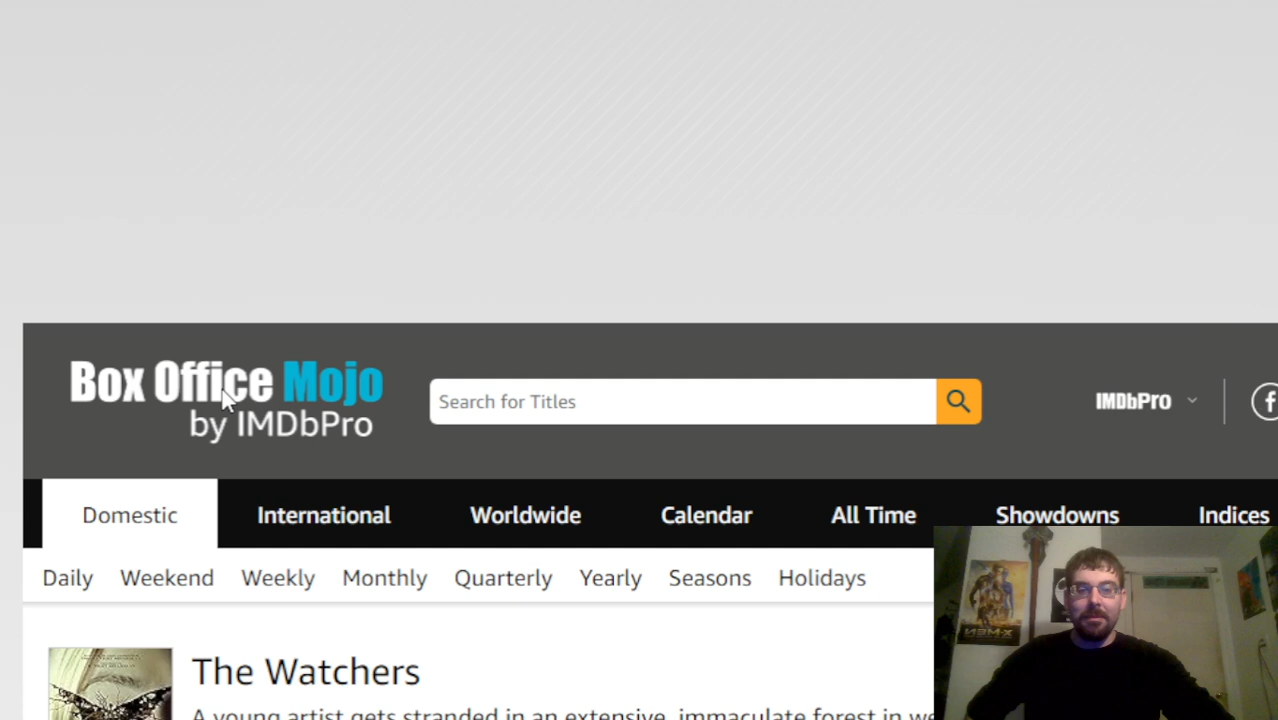 Box Office Mojo
by IMDbPro
Search for Titles
IMDbPro
Domestic
International
Worldwide
Calendar
All Time
Showdowns
Indices
Daily
Weekend
Weekly
Monthly
Quarterly
Yearly
Seasons
Holidays
The Watchers
A young artist gets stranded in an extensive, immaculate forest in